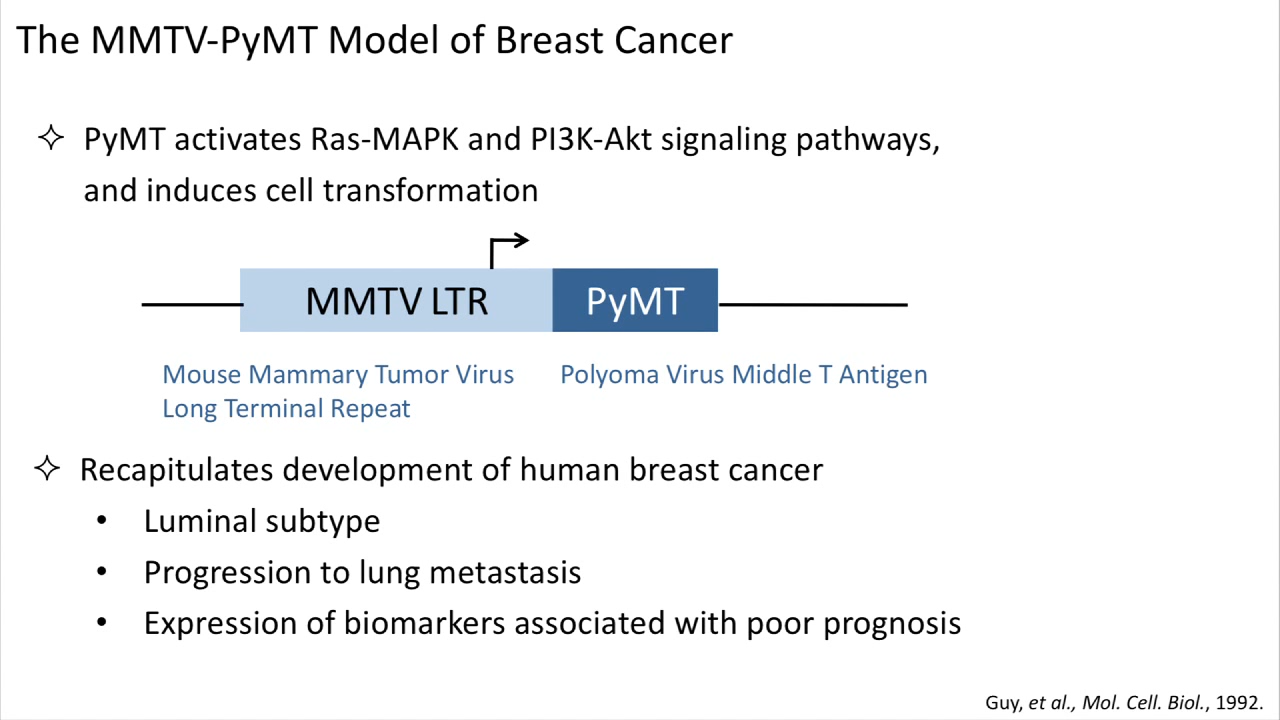 The MMTV-PyMT Model of Breast Cancer
✧ PyMT activates Ras-MAPK and PI3K-Akt signaling pathways,
and induces cell transformation
MMTV LTR PyMT
Mouse Mammary Tumor Virus
Long Terminal Repeat
Polyoma Virus Middle T Antigen
✧ Recapitulates development of human breast cancer
• Luminal subtype
• Progression to lung metastasis
• Expression of biomarkers associated with poor prognosis
Guy, et al., Mol. Cell. Biol., 1992.